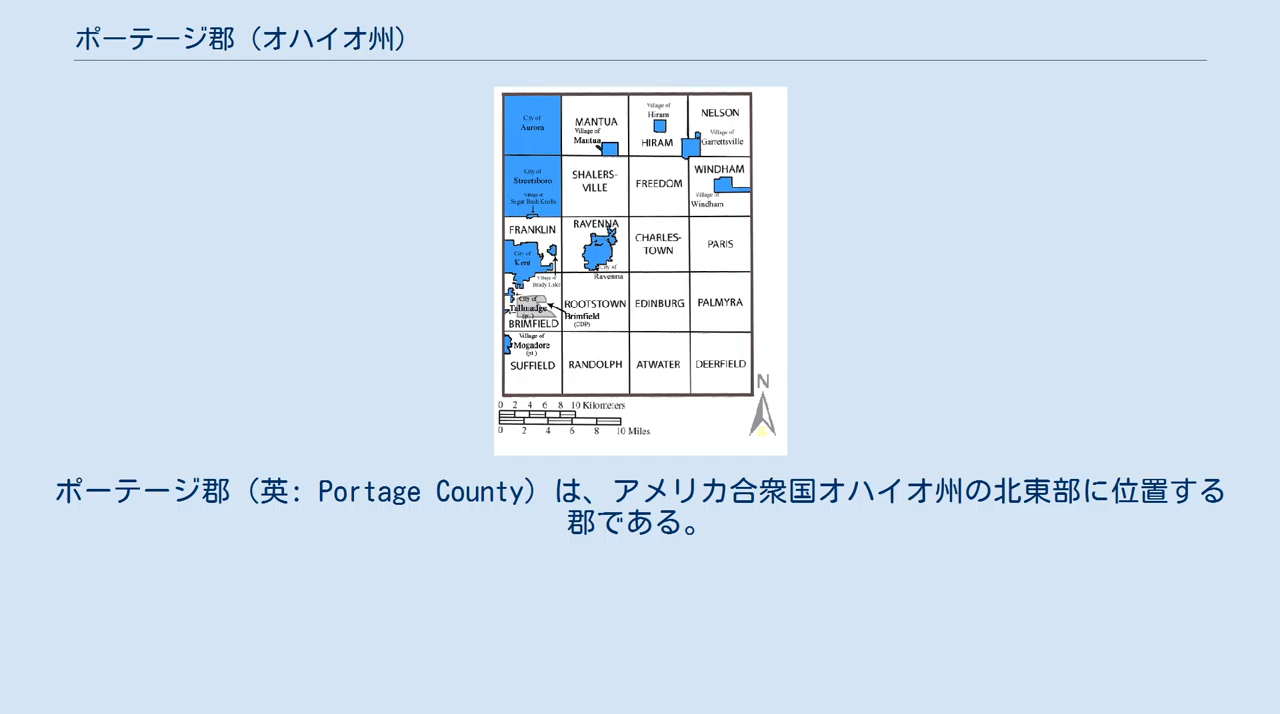 ポーテージ郡（オハイオ州）
City of
Aurora
MANTUA
Village of
Mantua
Village of
Hiram
HIRAM
NELSON
Village of
Garrettsville
City of
Streetsboro
Village of
Sugar Bush Knolls
SHALERS-
VILLE
FREEDOM
WINDHAM
Village of
Windham
FRANKLIN
City of
Kent
Village of
Brady Lake
RAVENNA
City of
Ravenna
CHARLES-
TOWN
PARIS
City of
Tallmadge
(pt.)
BRIMFIELD
ROOTSTOWN
Brimfield
(CDP)
EDINBURG
PALMYRA
Village of
Mogadore
(pt.)
SUFFIELD
RANDOLPH
ATWATER
DEERFIELD
N
0 2 4 6 8 10 Kilometers
0 2 4 6 8 10 Miles
ポーテージ郡（英: Portage County）は、アメリカ合衆国オハイオ州の北東部に位置する
郡である。